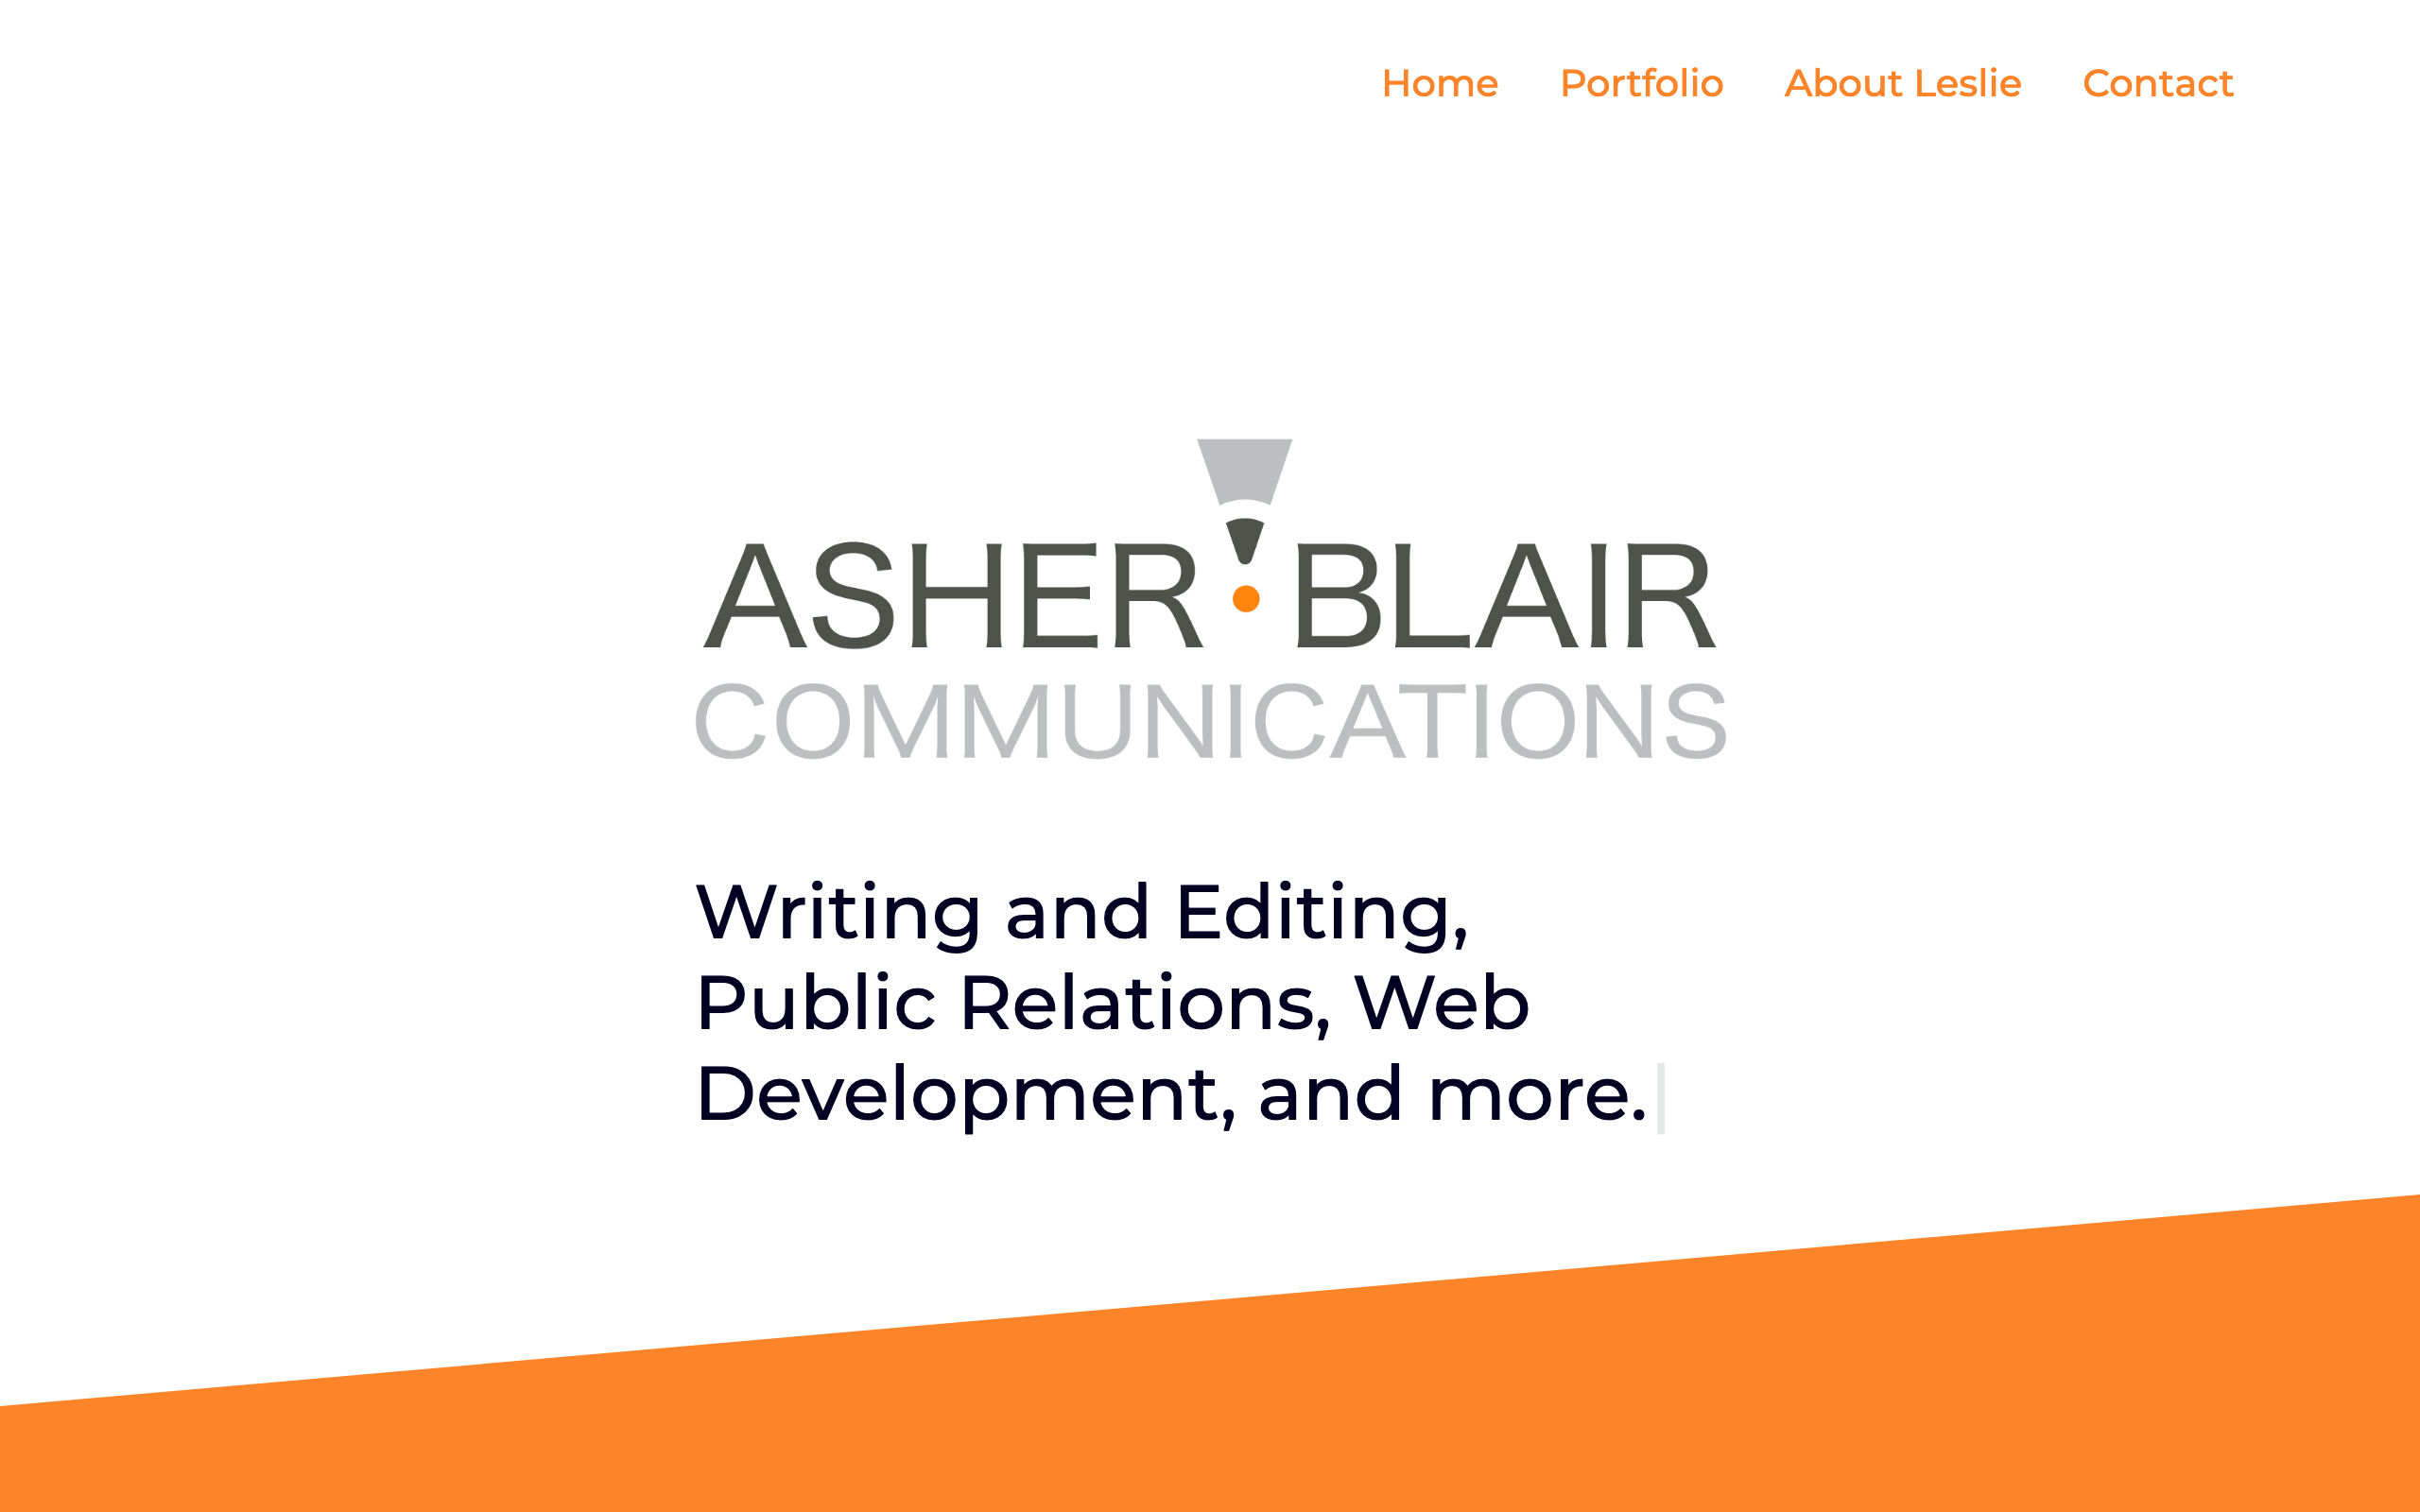 Home Portfolio About Leslie Contact
ASHER BLAIR
COMMUNICATIONS
Writing and Editing,
Public Relations, Web
Development, and more.